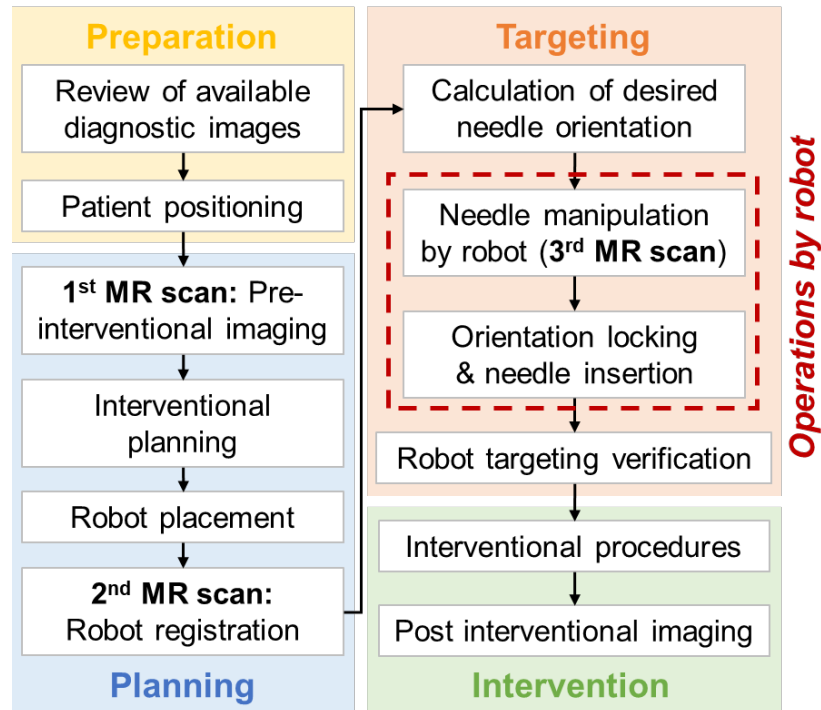 Preparation
Review of available
diagnostic images
Patient positioning
1st MR scan: Pre-
interventional imaging
Interventional
planning
Robot placement
2nd MR scan:
Robot registration
Planning
Targeting
Calculation of desired
needle orientation
Needle manipulation
by robot (3rd MR scan)
Orientation locking
& needle insertion
Operations by robot
Robot targeting verification
Interventional procedures
Post interventional imaging
Intervention